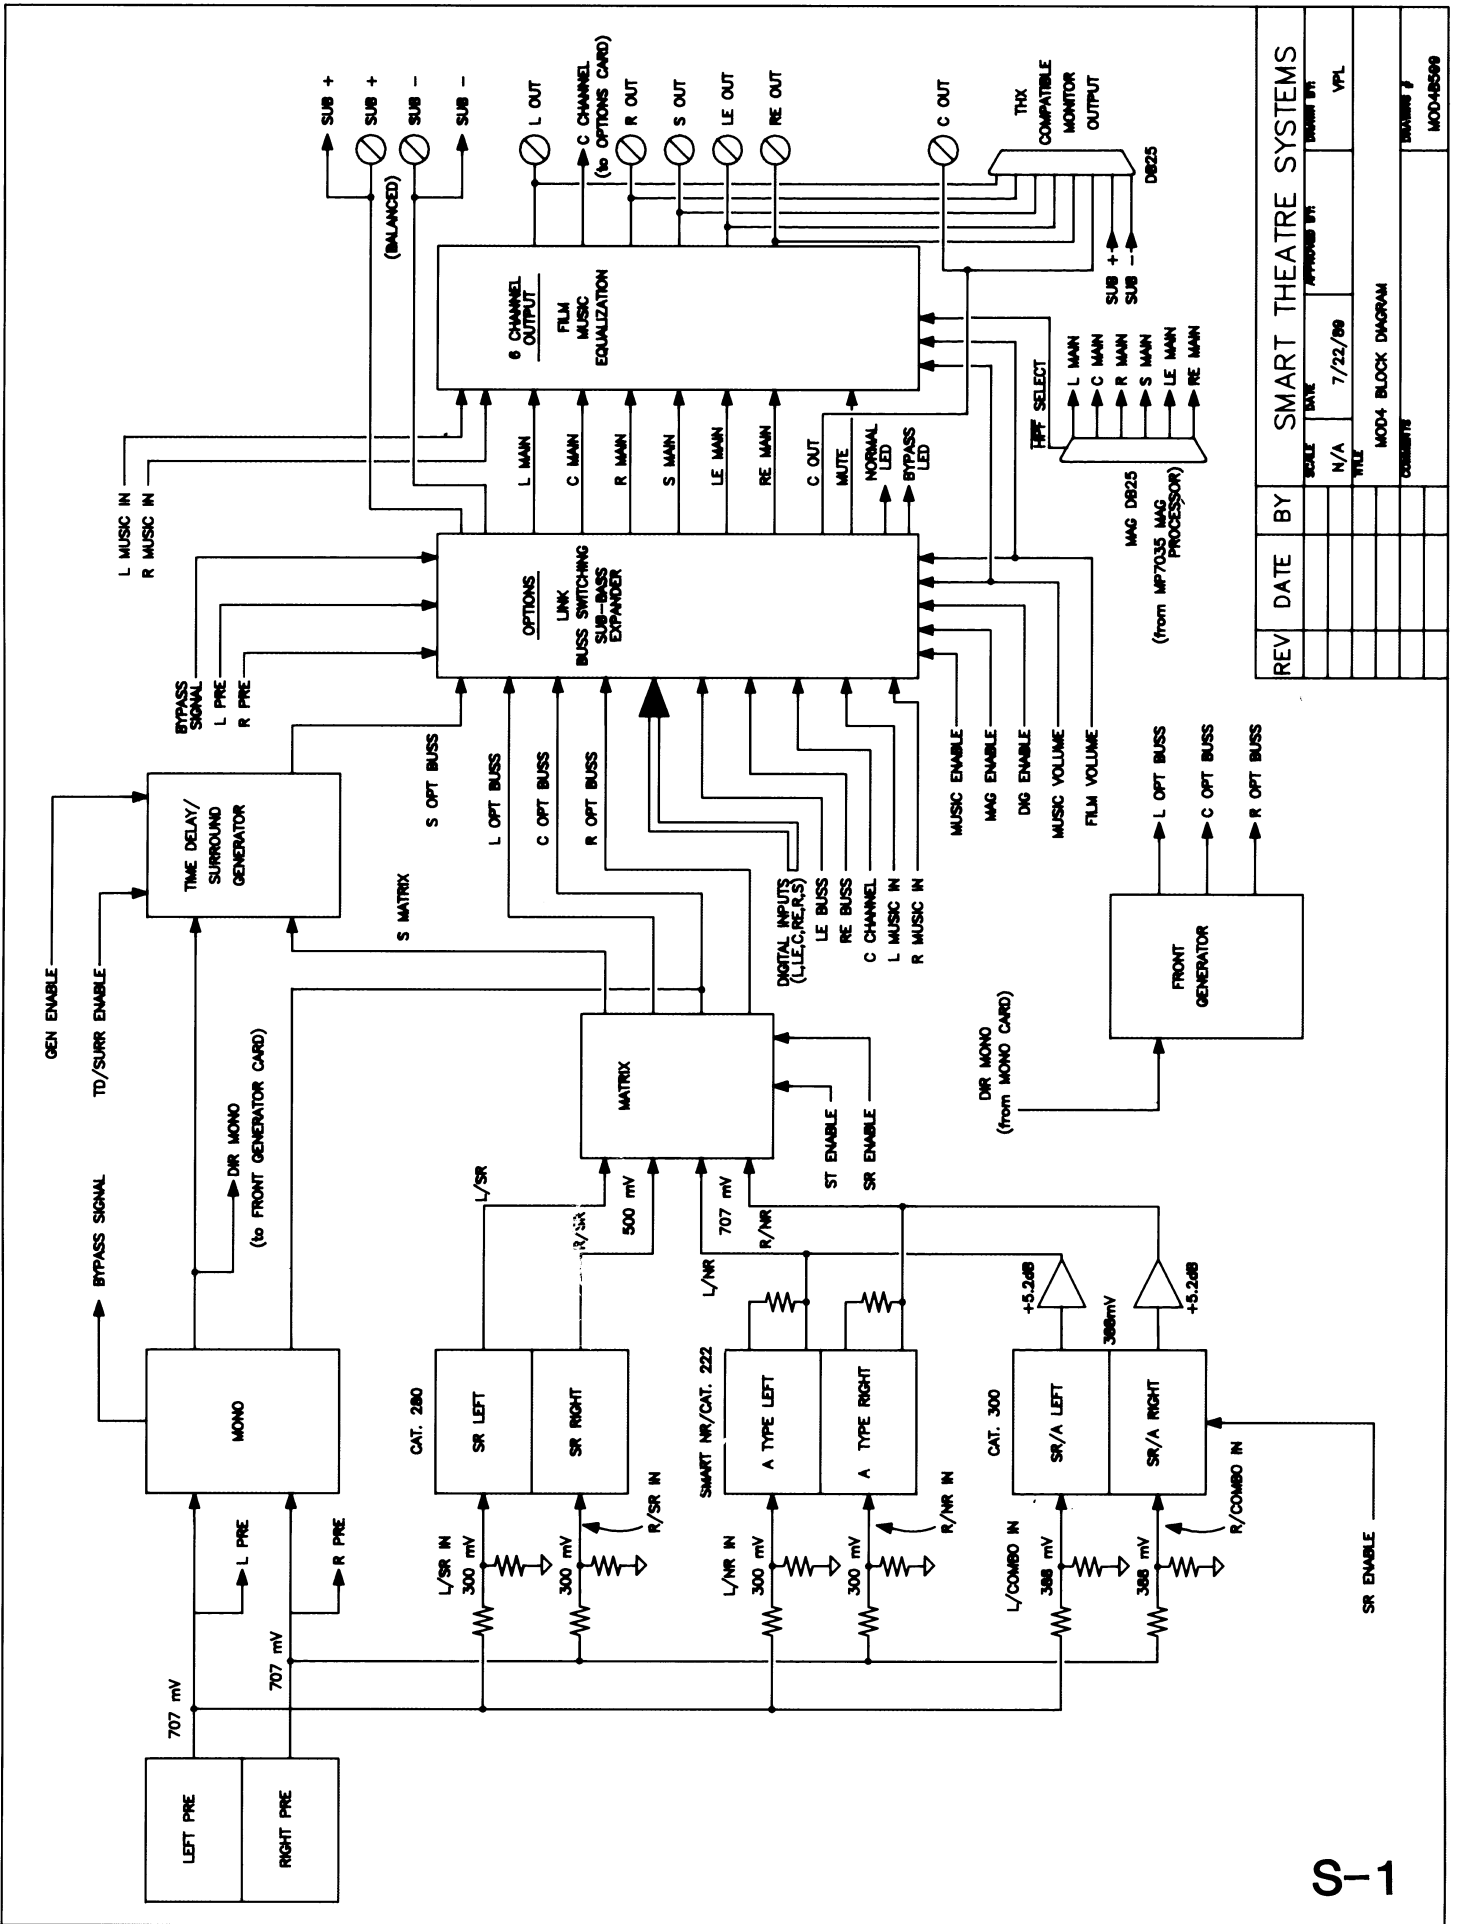 LEFT PRE
RIGHT PRE
707 mV
707 mV
L PRE
R PRE
MONO
BYPASS SIGNAL
DIR MONO
(to FRONT GENERATOR CARD)
GEN ENABLE
TD/SURR ENABLE
TIME DELAY/
SURROUND
GENERATOR
S MATRIX
CAT. 280
SR LEFT
SR RIGHT
L/SR IN
300 mV
300 mV
R/SR IN
L/SR
R/SR
500 mV
SMART NR/CAT. 222
A TYPE LEFT
A TYPE RIGHT
L/NR IN
300 mV
300 mV
R/NR IN
L/NR
707 mV
R/NR
CAT. 300
SR/A LEFT
SR/A RIGHT
L/COMBO IN
388 mV
388 mV
R/COMBO IN
SR ENABLE
+5.2dB
388mV
+5.2dB
MATRIX
ST ENABLE
SR ENABLE
DIR MONO
(from MONO CARD)
FRONT
GENERATOR
L OPT BUSS
C OPT BUSS
R OPT BUSS
BYPASS
SIGNAL
L PRE
R PRE
S OPT BUSS
L OPT BUSS
C OPT BUSS
R OPT BUSS
DIGITAL INPUTS
(L,LE,C,RE,R,S)
LE BUSS
RE BUSS
C CHANNEL
L MUSIC IN
R MUSIC IN
MUSIC ENABLE
MAG ENABLE
DIG ENABLE
MUSIC VOLUME
FILM VOLUME
OPTIONS
LINK
BUSS SWITCHING
SUB-BASS
EXPANDER
L MUSIC IN
R MUSIC IN
L MAIN
C MAIN
R MAIN
S MAIN
LE MAIN
RE MAIN
C OUT
MUTE
NORMAL
LED
BYPASS
LED
6 CHANNEL
OUTPUT
FILM
MUSIC
EQUALIZATION
SUB +
SUB +
SUB -
SUB -
(BALANCED)
L OUT
C CHANNEL
(to OPTIONS CARD)
R OUT
S OUT
LE OUT
RE OUT
C OUT
THX
COMPATIBLE
MONITOR
OUTPUT
DB25
SUB +
SUB -
HPF SELECT
L MAIN
C MAIN
R MAIN
S MAIN
LE MAIN
RE MAIN
MAG DB25
(from MP7035 MAG
PROCESSOR)
REV DATE BY
SMART THEATRE SYSTEMS
SCALE
N/A
DATE
7/22/89
APPROVED BY:
DRAWN BY:
VPL
TITLE
MOD4 BLOCK DIAGRAM
COMMENTS
DRAWING #
MOD4B599
S-1